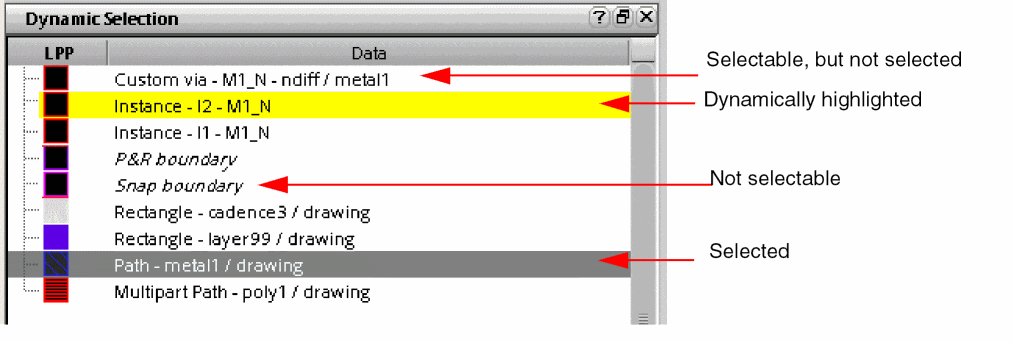 Dynamic Selection
LPP Data
Custom via - M1_N - ndiff / metal1
Selectable, but not selected
Instance - I2 - M1_N
Dynamically highlighted
Instance - I1 - M1_N
P&R boundary
Snap boundary
Not selectable
Rectangle - cadence3 / drawing
Rectangle - layer99 / drawing
Selected
Path - metal1 / drawing
Multipart Path - poly1 / drawing